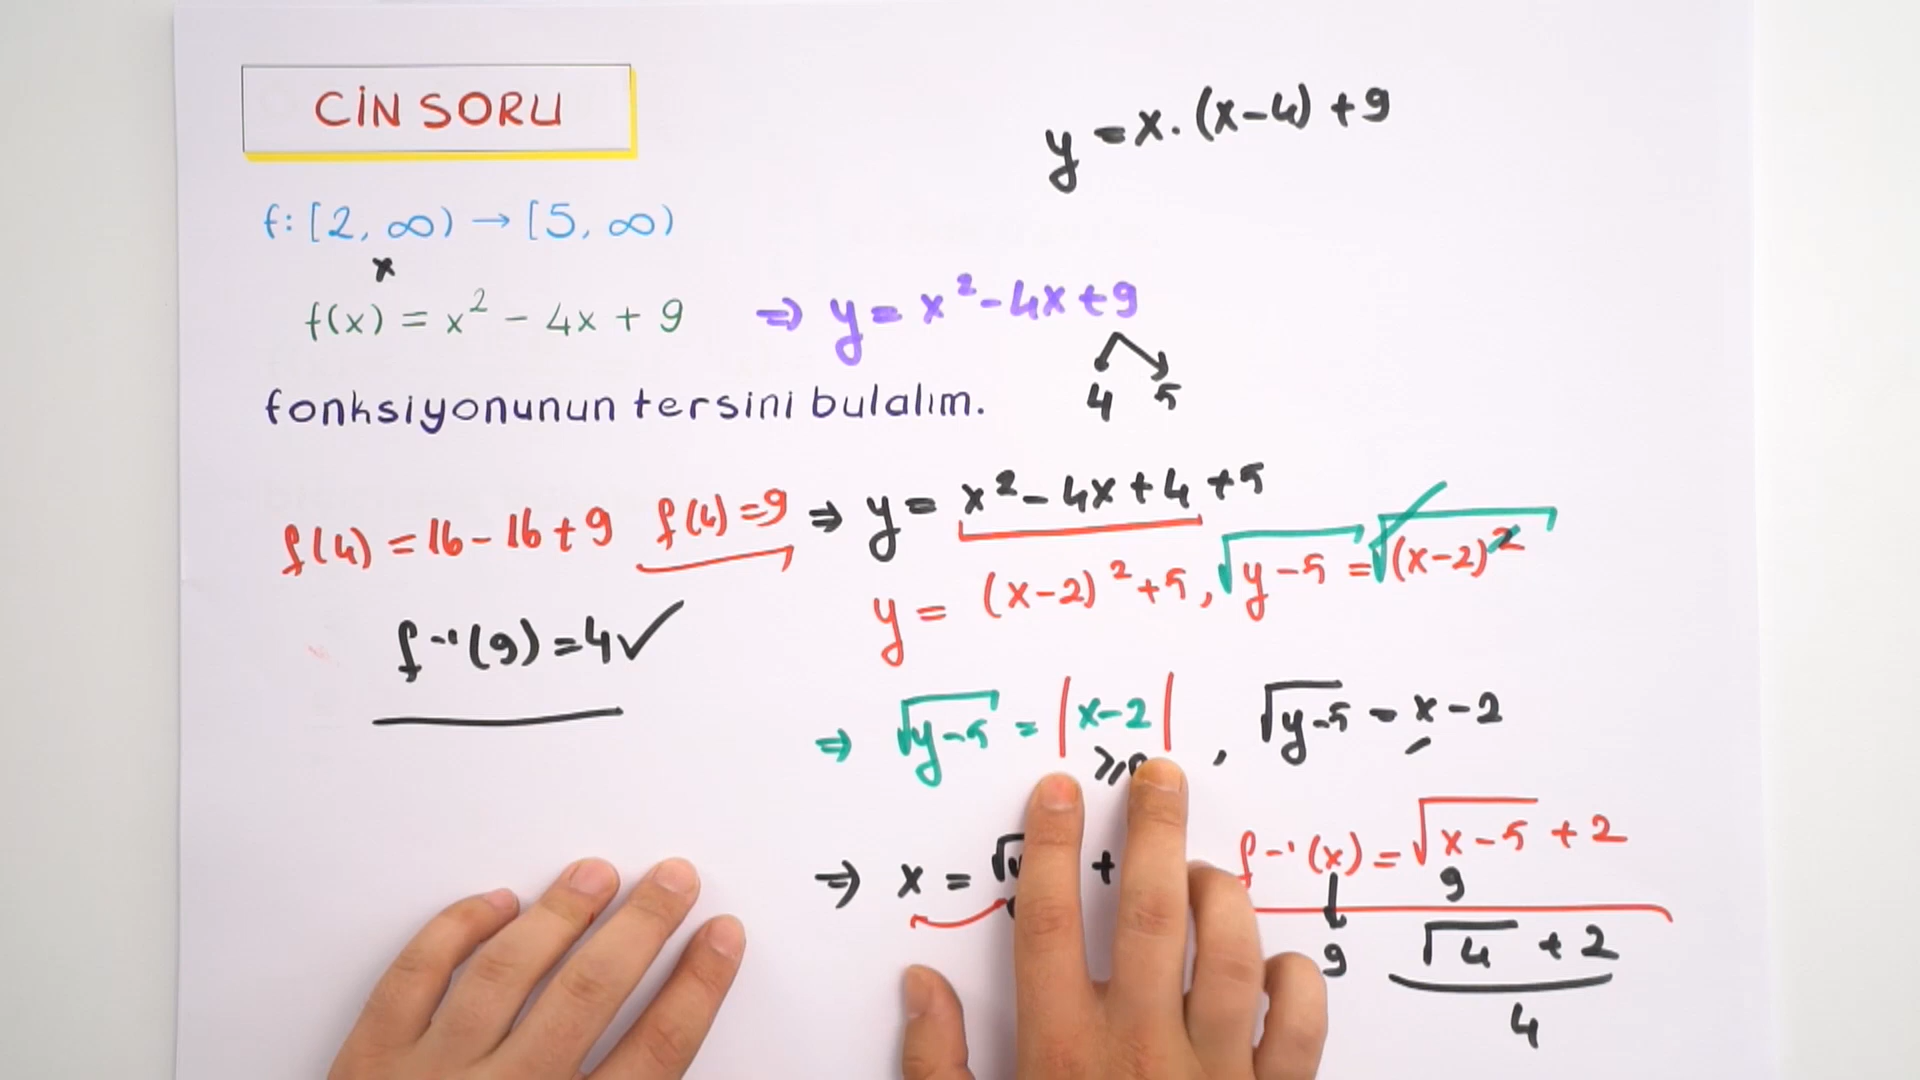 CİN SORU
y = x . (x - 4) + 9
f: [2, ∞) → [5, ∞)
x
f(x) = x² - 4x + 9 ⇒ y = x² - 4x + 9
4 5
fonksiyonunun tersini bulalım.
f(4) = 16 - 16 + 9 f(4) = 9 ⇒ y = x² - 4x + 4 + 5
y = (x-2)² + 5, √(y-5) = √((x-2)²)
f⁻¹(9) = 4 ✓
⇒ √(y-5) = |x-2| , √(y-5) = x - 2
⇒ x = +
f⁻¹(x) = √(x-5) + 2
9
9 √4 + 2
4